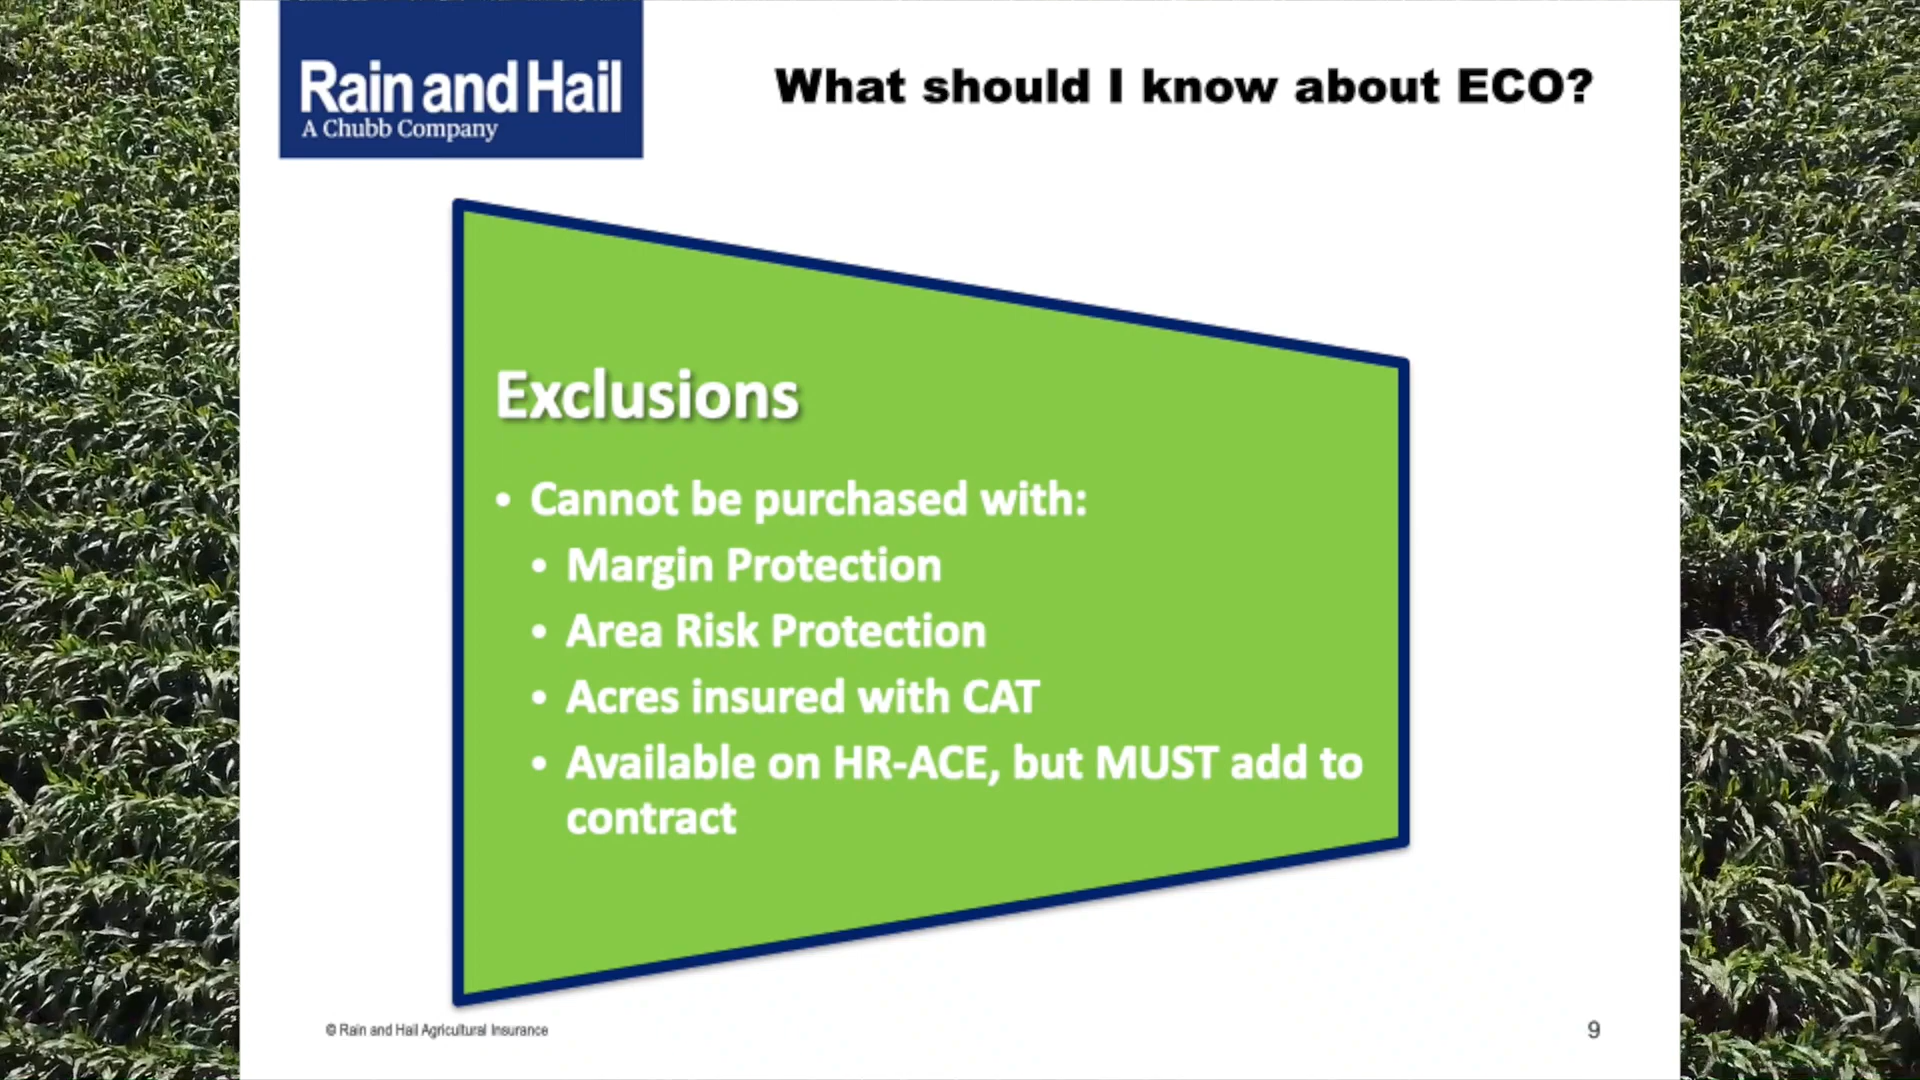 Rain and Hail
A Chubb Company
What should I know about ECO?
Exclusions
• Cannot be purchased with:
• Margin Protection
• Area Risk Protection
• Acres insured with CAT
• Available on HR-ACE, but MUST add to
contract
© Rain and Hail Agricultural Insurance
9